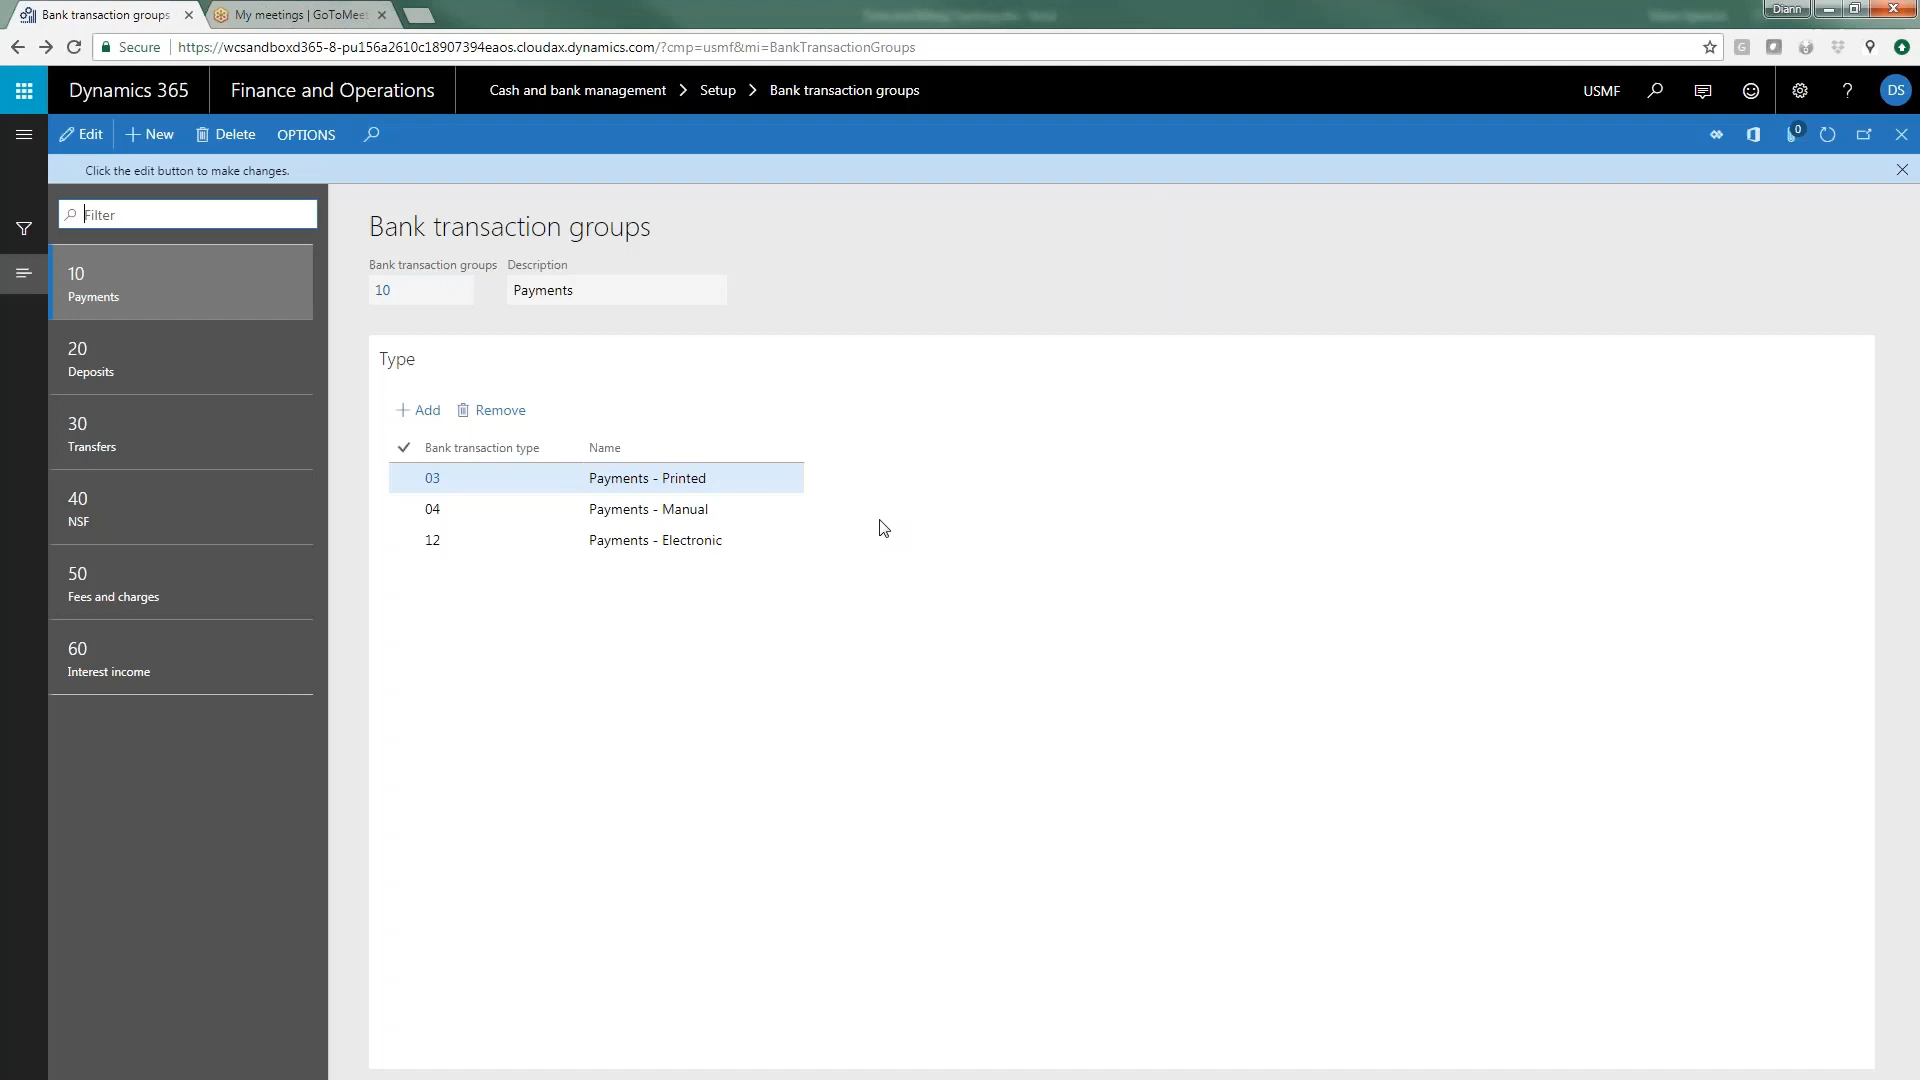 Bank transaction groups
My meetings | GoToMeet
Diann
Secure
https://wcsandboxd365-8-pu156a2610c18907394eaos.cloudax.dynamics.com/?cmp=usmf&mi=BankTransactionGroups
Dynamics 365
Finance and Operations
Cash and bank management > Setup > Bank transaction groups
USMF
?
DS
Edit
New
Delete
OPTIONS
0
Click the edit button to make changes.
Filter
10
Payments
20
Deposits
30
Transfers
40
NSF
50
Fees and charges
60
Interest income
Bank transaction groups
Bank transaction groups Description
10 Payments
Type
+ Add Remove
Bank transaction type Name
03 Payments - Printed
04 Payments - Manual
12 Payments - Electronic